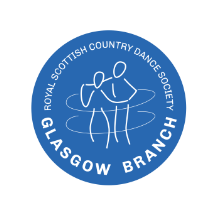 ROYAL SCOTTISH COUNTRY DANCE SOCIETY
GLASGOW BRANCH